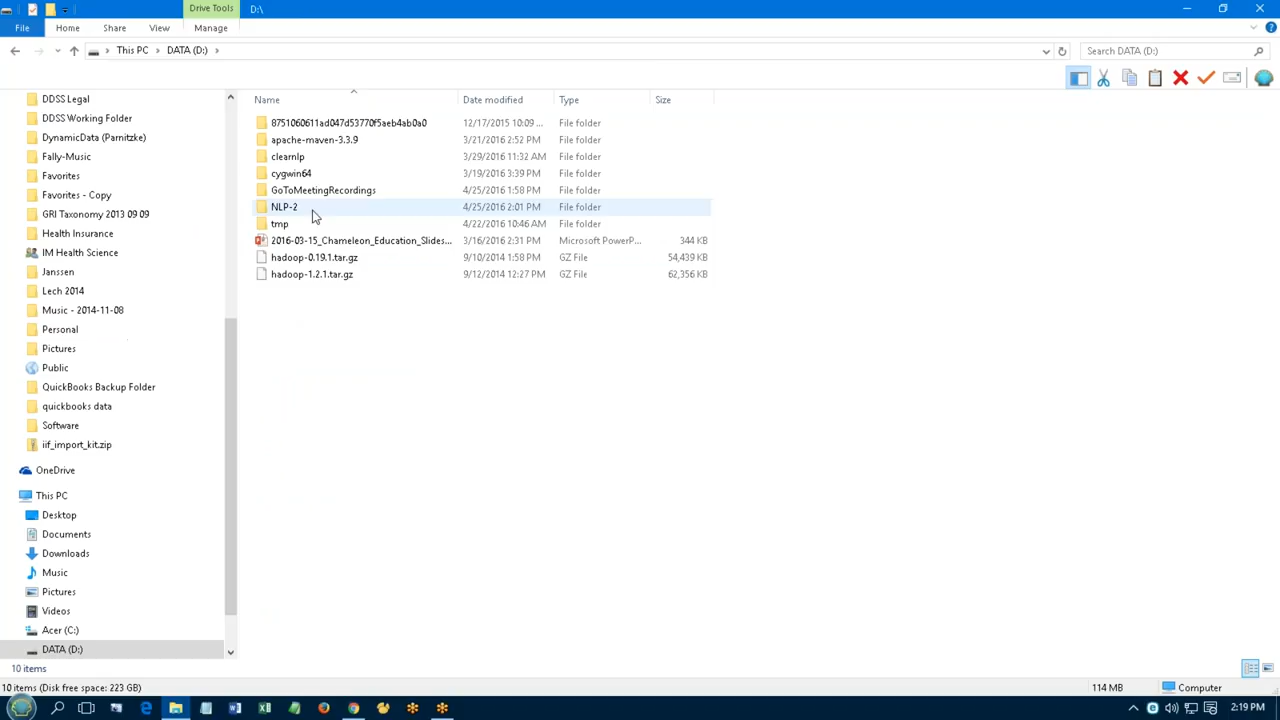 Drive Tools D:\
File Home Share View Manage
This PC DATA (D:) Search DATA (D:)
Name Date modified Type Size
8751060611ad047d53770f5aeb4ab0a0 12/17/2015 10:09 ... File folder
apache-maven-3.3.9 3/21/2016 2:52 PM File folder
clearnlp 3/29/2016 11:32 AM File folder
cygwin64 3/19/2016 3:39 PM File folder
GoToMeetingRecordings 4/25/2016 1:58 PM File folder
NLP-2 4/25/2016 2:01 PM File folder
tmp 4/22/2016 10:46 AM File folder
2016-03-15_Chameleon_Education_Slides... 3/16/2016 2:31 PM Microsoft PowerP... 344 KB
hadoop-0.19.1.tar.gz 9/10/2014 1:58 PM GZ File 54,439 KB
hadoop-1.2.1.tar.gz 9/12/2014 12:27 PM GZ File 62,356 KB
DDSS Legal
DDSS Working Folder
DynamicData (Parnitzke)
Fally-Music
Favorites
Favorites - Copy
GRI Taxonomy 2013 09 09
Health Insurance
IM Health Science
Janssen
Lech 2014
Music - 2014-11-08
Personal
Pictures
Public
QuickBooks Backup Folder
quickbooks data
Software
iif_import_kit.zip
OneDrive
This PC
Desktop
Documents
Downloads
Music
Pictures
Videos
Acer (C:)
DATA (D:)
10 items
10 items (Disk free space: 223 GB) 114 MB Computer
2:19 PM